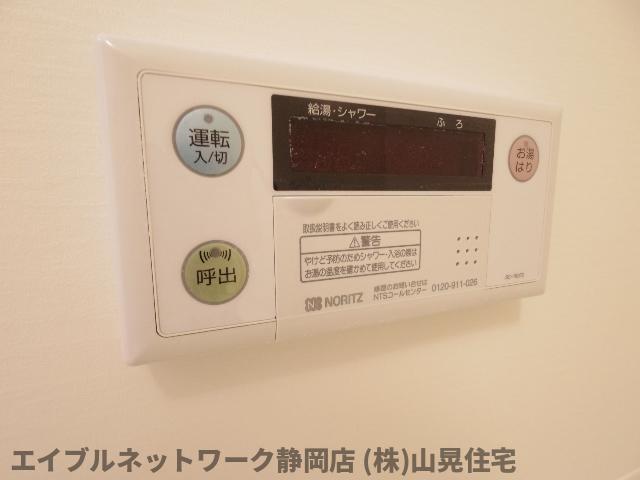 給湯・シャワー
ふろ
運転
入/切
お湯
はり
呼出
取扱説明書をよく読み正しくご使用ください
⚠警告
やけど予防のためシャワー・入浴の際は
お湯の温度を確かめて使用してください
NORITZ
修理のお問い合せは
NTSコールセンター 0120-911-026
エイブルネットワーク静岡店 (株)山晃住宅